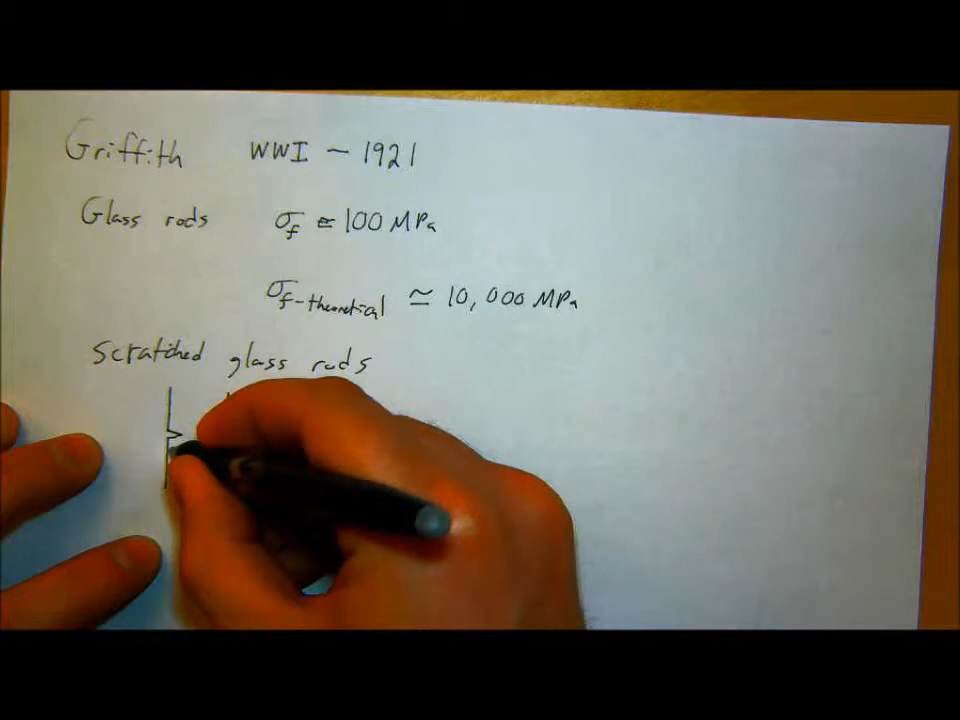 Griffith WWI ~ 1921
Glass rods σf ≅ 100 MPa
σf-theoretical ≃ 10,000 MPa
Scratched glass rods